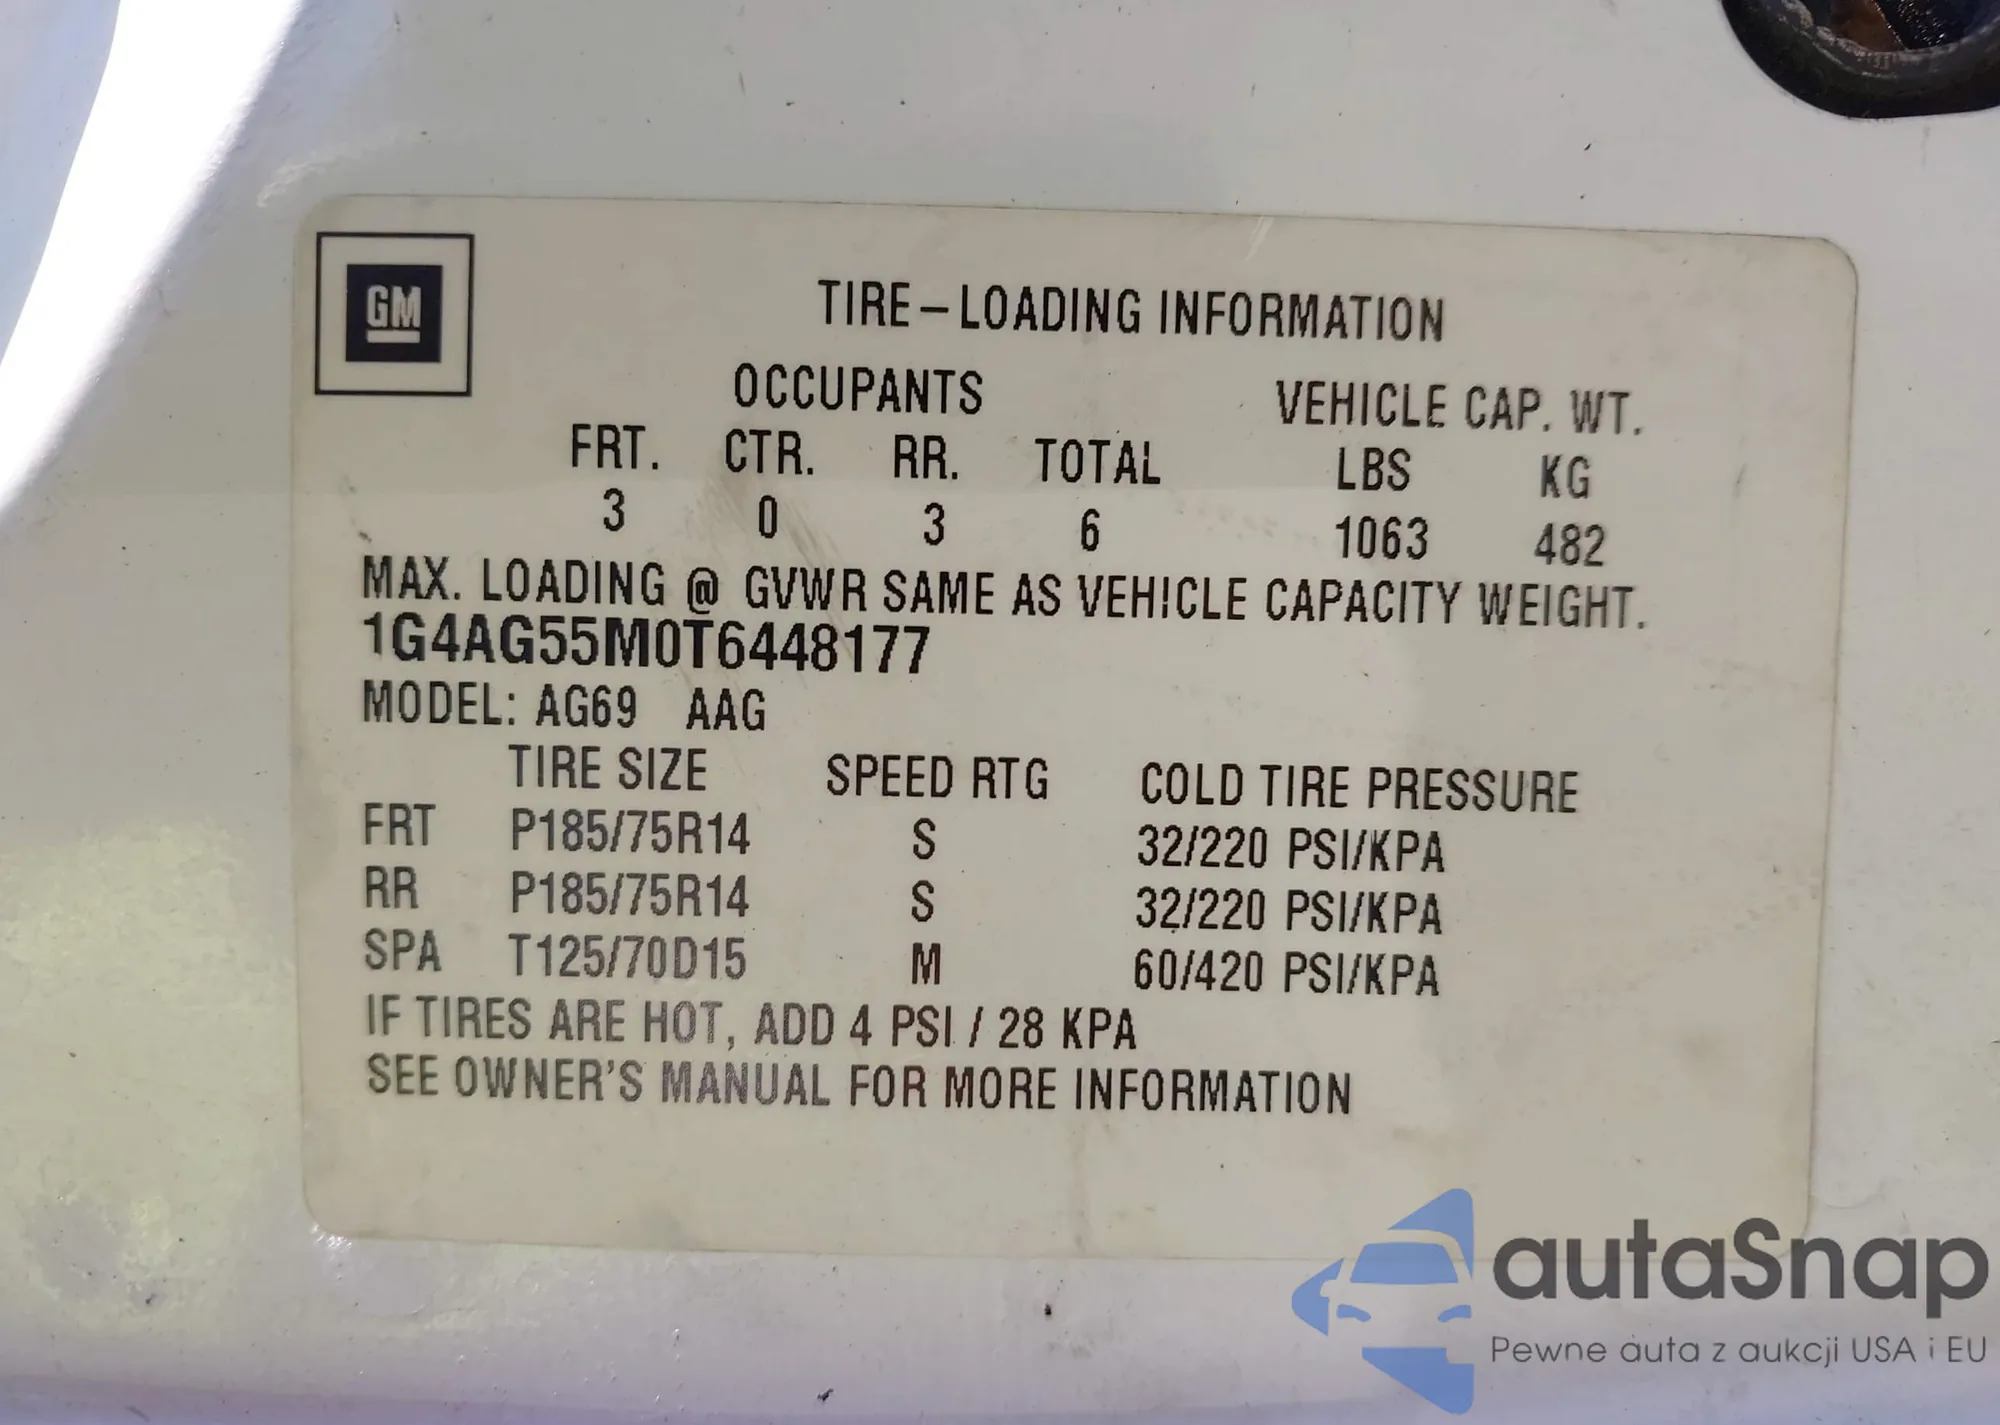 GM
TIRE-LOADING INFORMATION
OCCUPANTS VEHICLE CAP. WT.
FRT. CTR. RR. TOTAL LBS KG
3 0 3 6 1063 482
MAX. LOADING @ GVWR SAME AS VEHICLE CAPACITY WEIGHT.
1G4AG55M0T6448177
MODEL: AG69 AAG
TIRE SIZE SPEED RTG COLD TIRE PRESSURE
FRT P185/75R14 S 32/220 PSI/KPA
RR P185/75R14 S 32/220 PSI/KPA
SPA T125/70D15 M 60/420 PSI/KPA
IF TIRES ARE HOT, ADD 4 PSI / 28 KPA
SEE OWNER'S MANUAL FOR MORE INFORMATION
autaSnap
Pewne auta z aukcji USA i EU